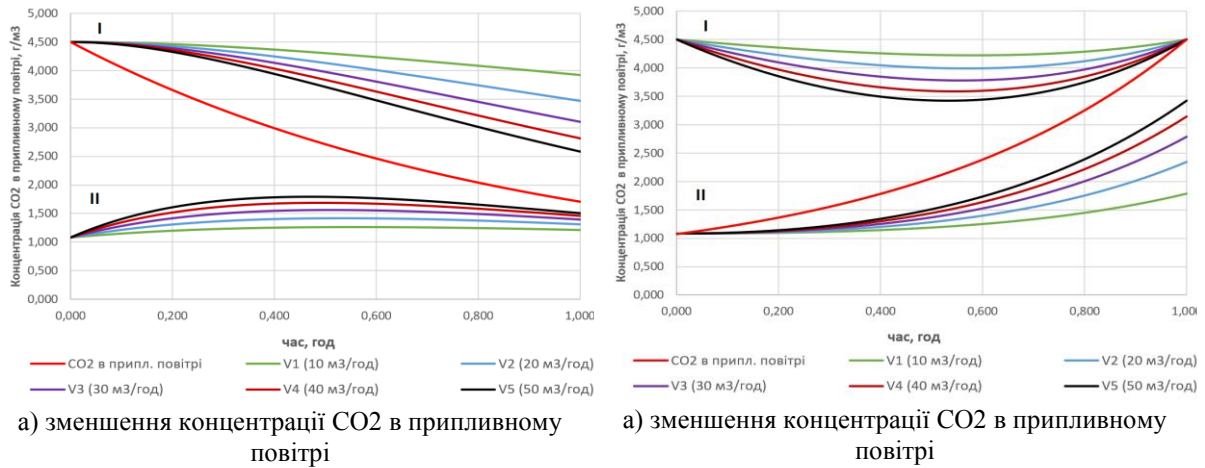 Концентрація СО2 в припливному повітрі, г/м3
5,000
4,500
4,000
3,500
3,000
2,500
2,000
1,500
1,000
0,500
0,000
I
II
0,000 0,200 0,400 0,600 0,800 1,000
час, год
СО2 в припл. повітрі V1 (10 м3/год) V2 (20 м3/год)
V3 (30 м3/год) V4 (40 м3/год) V5 (50 м3/год)
а) зменшення концентрації СО2 в припливному
повітрі
Концентрація СО2 в припливному повітрі, г/м3
5,000
4,500
4,000
3,500
3,000
2,500
2,000
1,500
1,000
0,500
0,000
I
II
0,000 0,200 0,400 0,600 0,800 1,000
час, год
СО2 в припл. повітрі V1 (10 м3/год) V2 (20 м3/год)
V3 (30 м3/год) V4 (40 м3/год) V5 (50 м3/год)
а) зменшення концентрації СО2 в припливному
повітрі